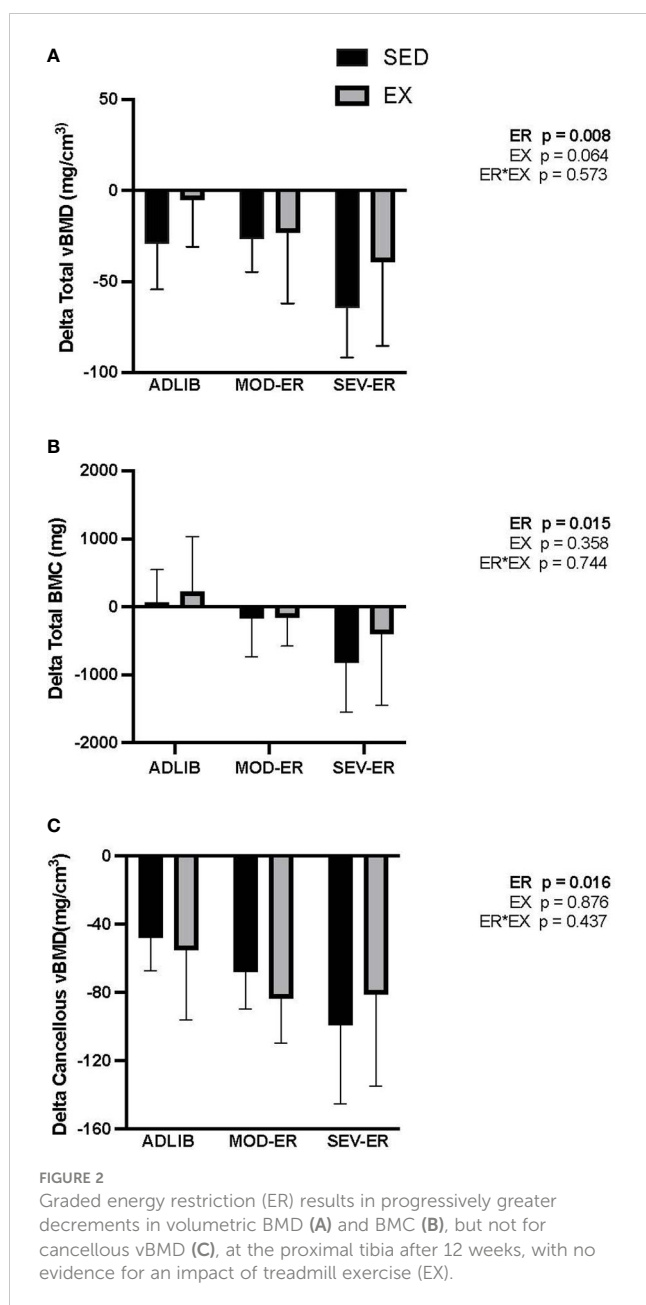 A
SED
EX
Delta Total vBMD (mg/cm³)
50
0
-50
-100
ADLIB MOD-ER SEV-ER
ER p = 0.008
EX p = 0.064
ER*EX p = 0.573
B
Delta Total BMC (mg)
2000
1000
0
-1000
-2000
ADLIB MOD-ER SEV-ER
ER p = 0.015
EX p = 0.358
ER*EX p = 0.744
C
Delta Cancellous vBMD(mg/cm³)
0
-40
-80
-120
-160
ADLIB MOD-ER SEV-ER
ER p = 0.016
EX p = 0.876
ER*EX p = 0.437
FIGURE 2
Graded energy restriction (ER) results in progressively greater
decrements in volumetric BMD (A) and BMC (B), but not for
cancellous vBMD (C), at the proximal tibia after 12 weeks, with no
evidence for an impact of treadmill exercise (EX).